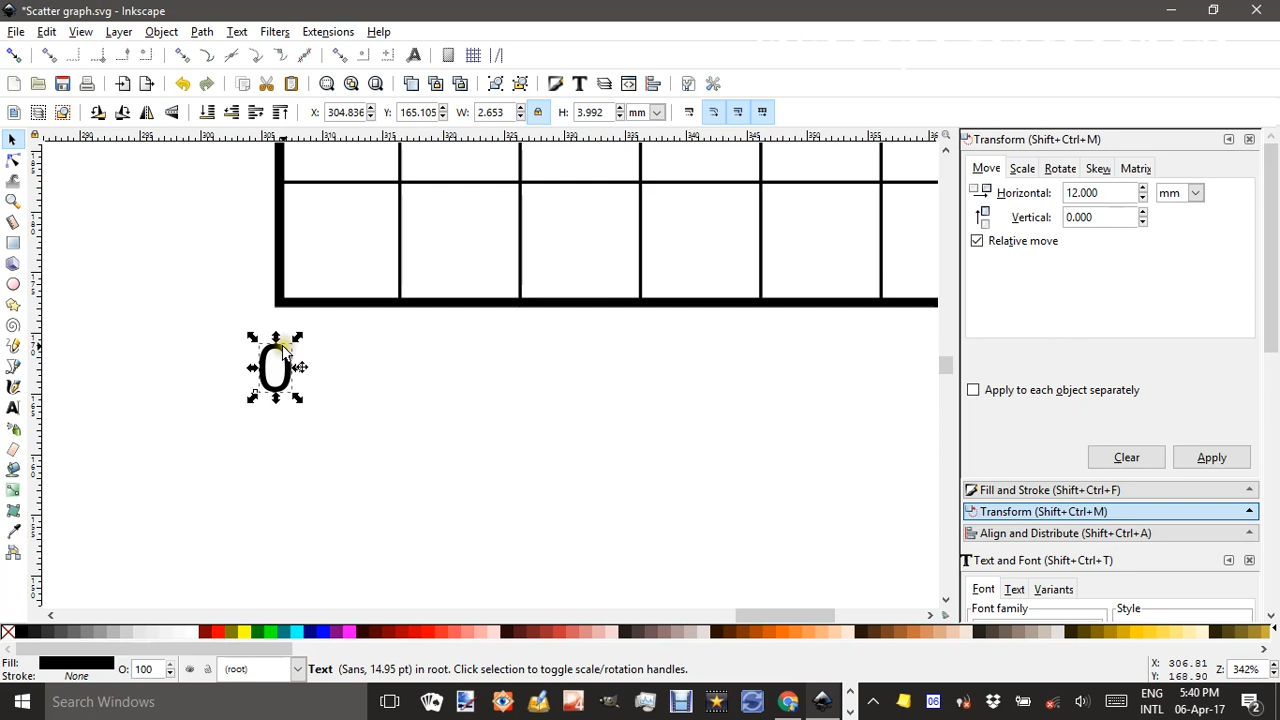 *Scatter graph.svg - Inkscape
File Edit View Layer Object Path Text Filters Extensions Help
X: 304.836 Y: 165.105 W: 2.653 H: 3.992 mm
Transform (Shift+Ctrl+M)
Move Scale Rotate Skew Matrix
Horizontal: 12.000 mm
Vertical: 0.000
Relative move
0
Apply to each object separately
Clear Apply
Fill and Stroke (Shift+Ctrl+F)
Transform (Shift+Ctrl+M)
Align and Distribute (Shift+Ctrl+A)
Text and Font (Shift+Ctrl+T)
Font Text Variants
Font family Style
Fill: O: 100 (root) Text (Sans, 14.95 pt) in root. Click selection to toggle scale/rotation handles. X: 306.81 Z: 342%
Stroke: None Y: 168.90
Search Windows
06
ENG 5:40 PM
INTL 06-Apr-17
2